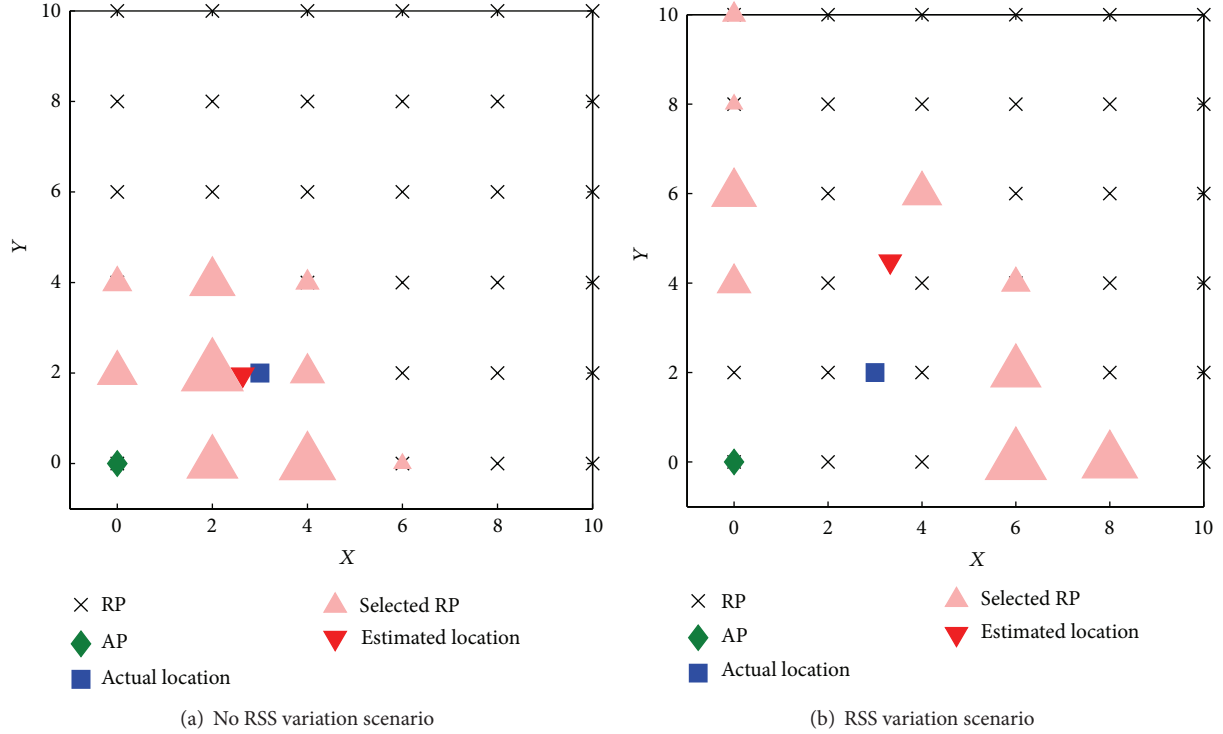 10
8
6
4
2
0
Y
0 2 4 6 8 10
X
RP
AP
Actual location
Selected RP
Estimated location
(a) No RSS variation scenario
10
8
6
4
2
0
Y
0 2 4 6 8 10
X
RP
AP
Actual location
Selected RP
Estimated location
(b) RSS variation scenario